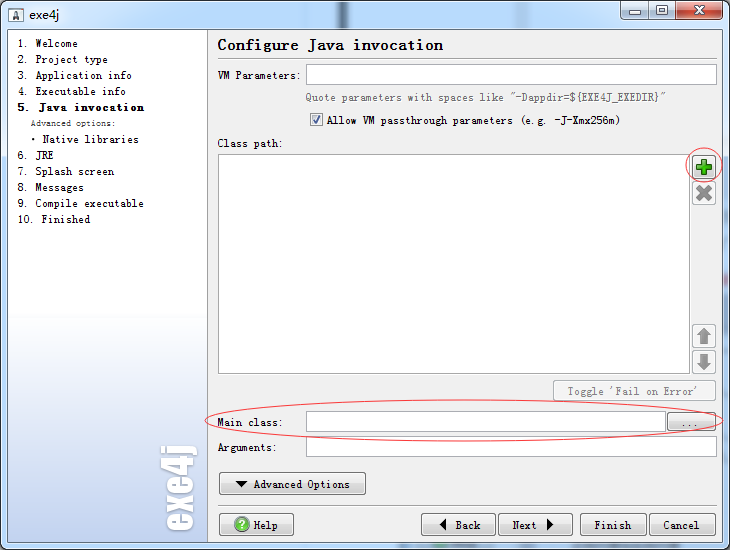 exe4j
1. Welcome
2. Project type
3. Application info
4. Executable info
5. Java invocation
Advanced options:
• Native libraries
6. JRE
7. Splash screen
8. Messages
9. Compile executable
10. Finished
exe4j
Configure Java invocation
VM Parameters:
Quote parameters with spaces like "-Dappdir=${EXE4J_EXEDIR}"
Allow VM passthrough parameters (e.g. -J-Xmx256m)
Class path:
Toggle 'Fail on Error'
Main class:
...
Arguments:
Advanced Options
Help
Back
Next
Finish
Cancel